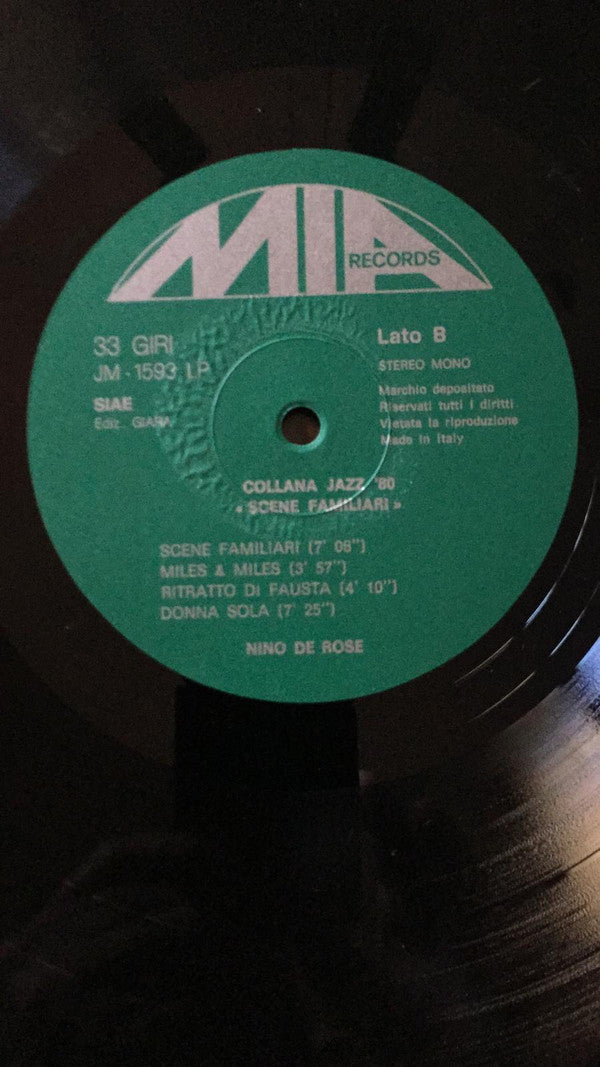 MIA
RECORDS
33 GIRI
JM - 1593 LP
SIAE
Ediz. GIARA
Lato B
STEREO MONO
Marchio depositato
Riservati tutti i diritti
Vietata la riproduzione
Made in Italy
COLLANA JAZZ '80
« SCENE FAMILIARI »
SCENE FAMILIARI (7' 06")
MILES & MILES (3' 57")
RITRATTO DI FAUSTA (4' 10")
DONNA SOLA (7' 25")
NINO DE ROSE